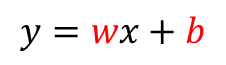 y = wx + b